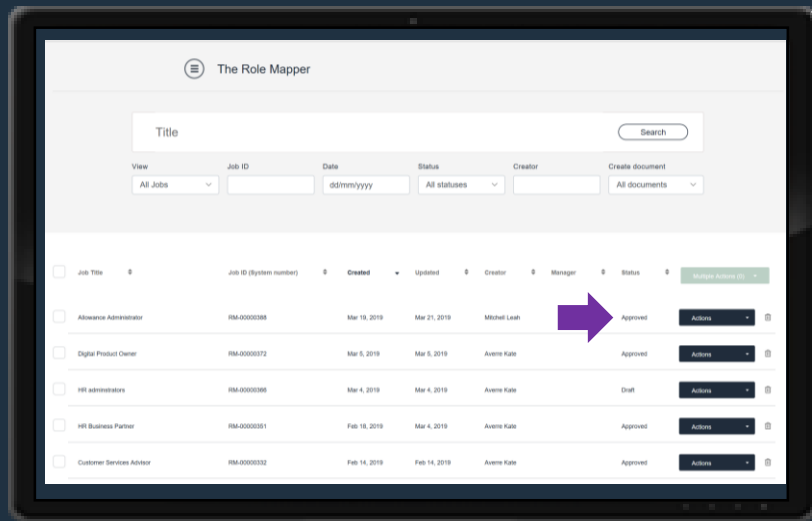 The Role Mapper
Title Search
View Job ID Date Status Creator Create document
All Jobs dd/mm/yyyy All statuses All documents
Job Title Job ID (System number) Created Updated Creator Manager Status Multiple Actions (0)
Allowance Administrator RM-00000388 Mar 19, 2019 Mar 21, 2019 Mitchell Leah Approved Actions
Digital Product Owner RM-00000372 Mar 5, 2019 Mar 5, 2019 Averre Kate Approved Actions
HR administrators RM-00000366 Mar 4, 2019 Mar 4, 2019 Averre Kate Draft Actions
HR Business Partner RM-00000351 Feb 18, 2019 Mar 4, 2019 Averre Kate Approved Actions
Customer Services Advisor RM-00000332 Feb 14, 2019 Feb 14, 2019 Averre Kate Approved Actions